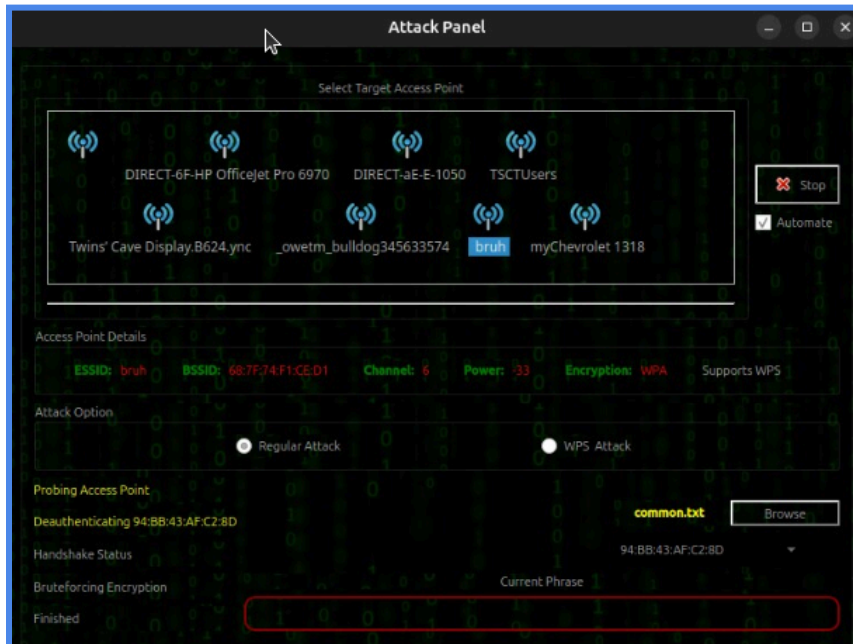 Attack Panel
Select Target Access Point
DIRECT-6F-HP OfficeJet Pro 6970 DIRECT-aE-E-1050 TSCTUsers
Twins' Cave Display.B624.ync _owetm_bulldog345633574 bruh myChevrolet 1318
Stop
Automate
Access Point Details
ESSID: bruh BSSID: 68:7F:74:F1:CE:D1 Channel: 6 Power: -33 Encryption: WPA Supports WPS
Attack Option
Regular Attack WPS Attack
Probing Access Point
common.txt Browse
Deauthenticating 94:BB:43:AF:C2:8D
Handshake Status 94:BB:43:AF:C2:8D
Bruteforcing Encryption Current Phrase
Finished